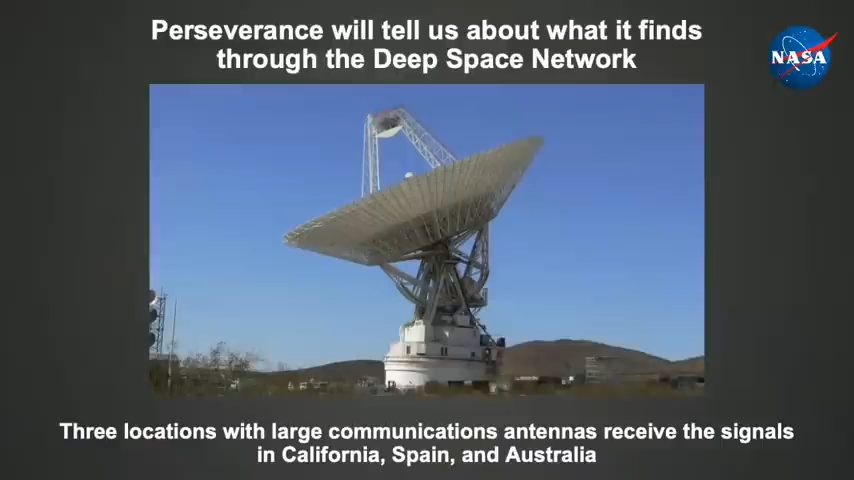 Perseverance will tell us about what it finds
through the Deep Space Network
NASA
Three locations with large communications antennas receive the signals
in California, Spain, and Australia